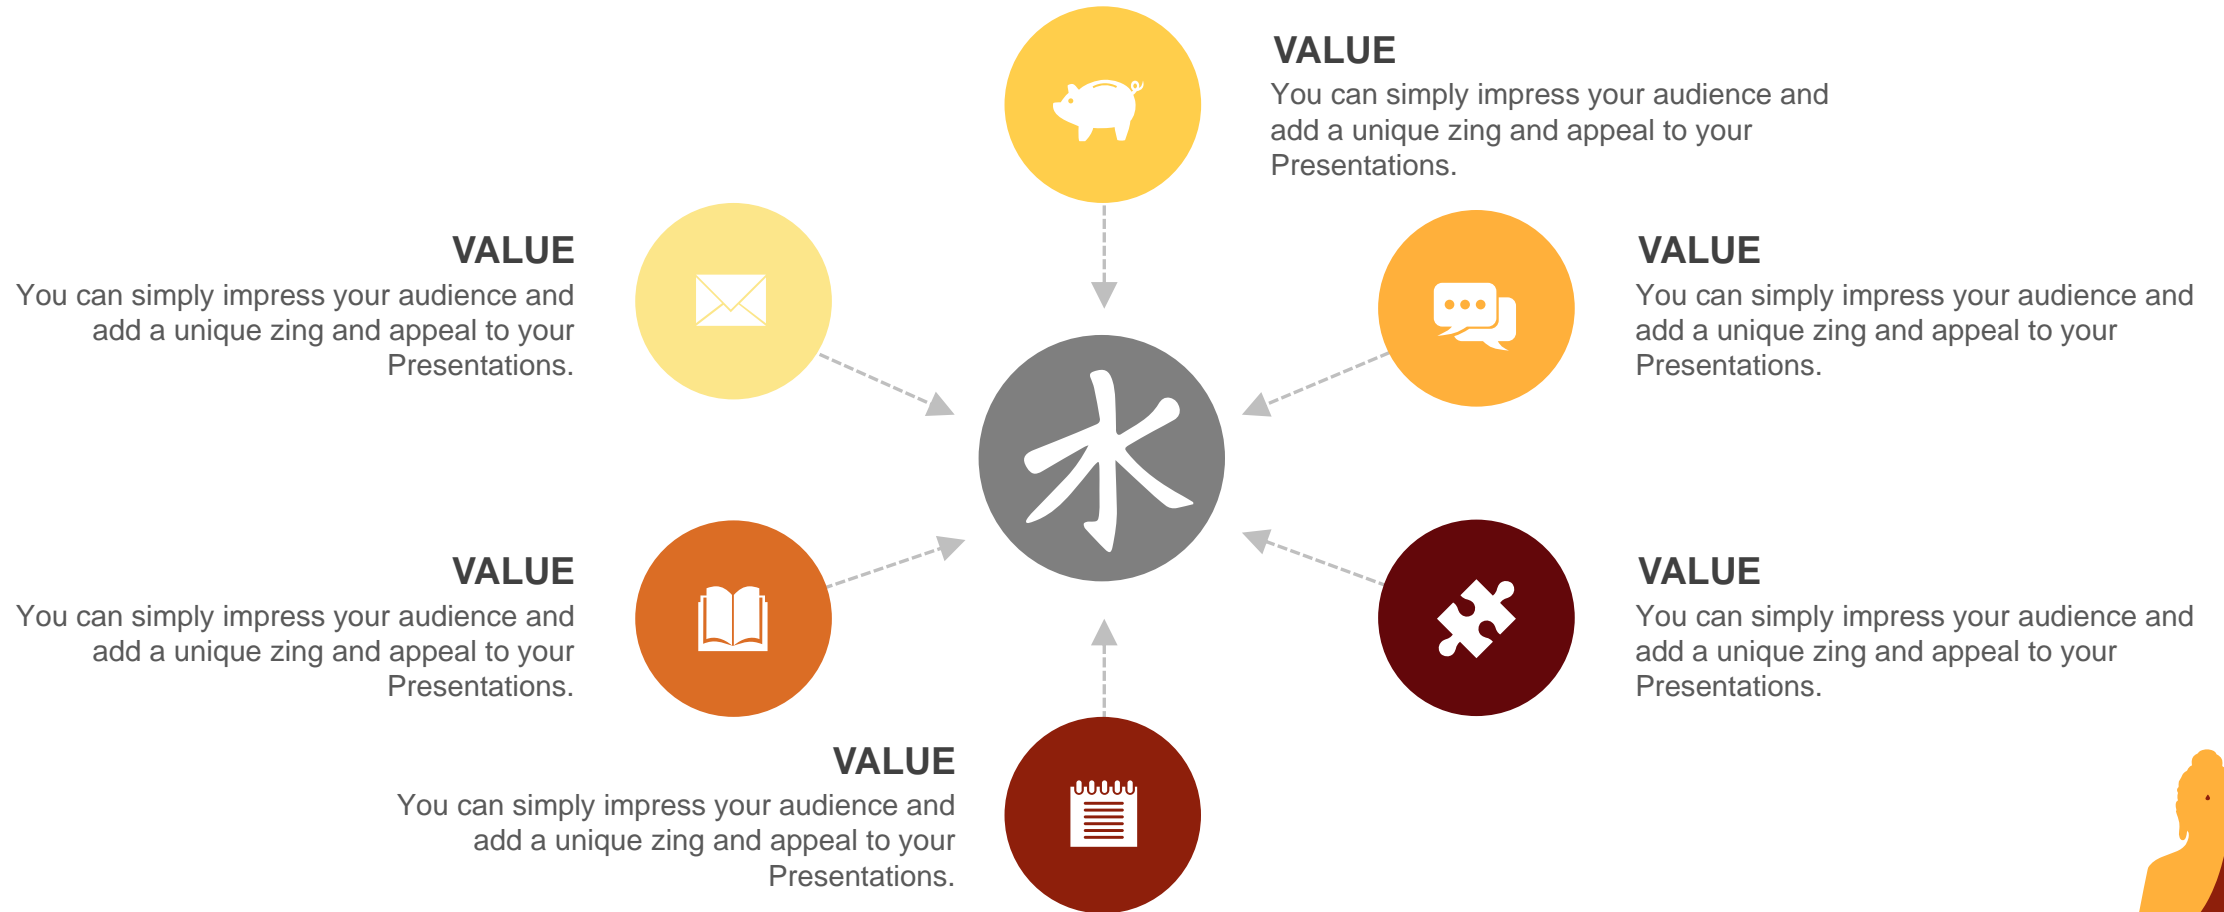 VALUE
You can simply impress your audience and
add a unique zing and appeal to your
Presentations.
VALUE
You can simply impress your audience and
add a unique zing and appeal to your
Presentations.
VALUE
You can simply impress your audience and
add a unique zing and appeal to your
Presentations.
水
VALUE
You can simply impress your audience and
add a unique zing and appeal to your
Presentations.
VALUE
You can simply impress your audience and
add a unique zing and appeal to your
Presentations.
VALUE
You can simply impress your audience and
add a unique zing and appeal to your
Presentations.